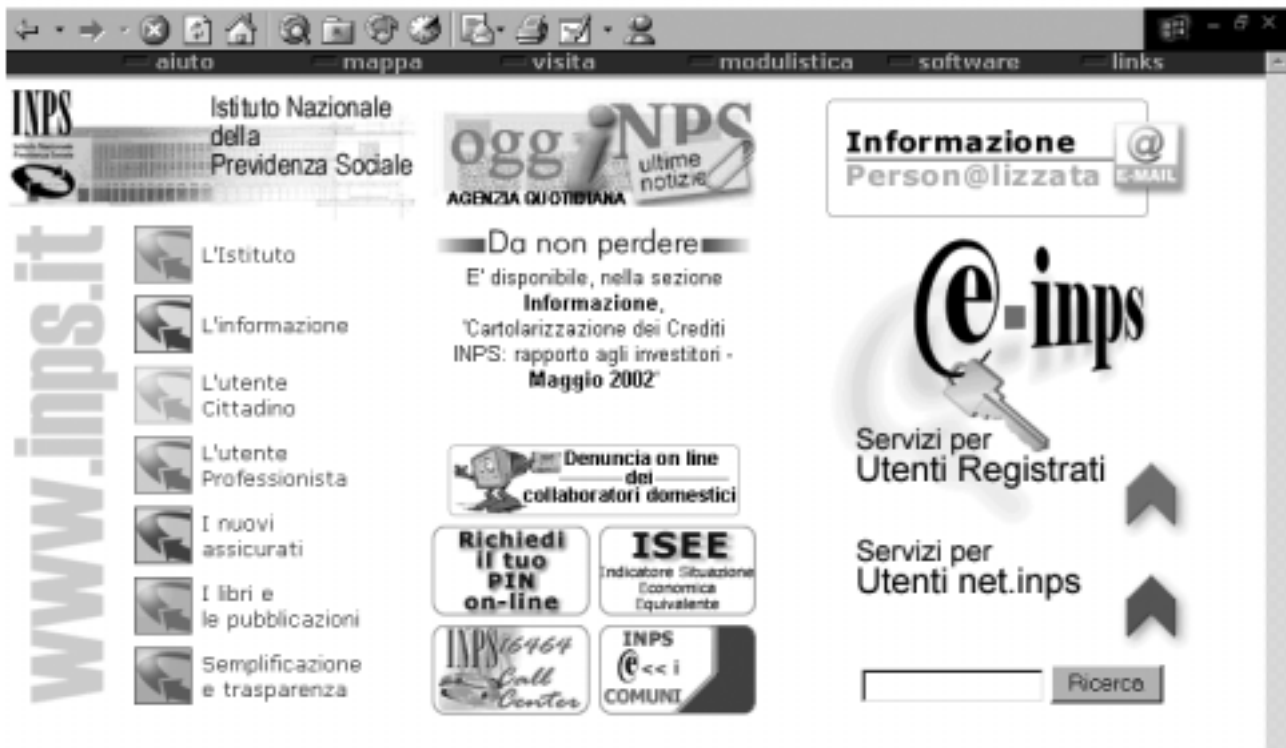 aiuto mappa visita modulistica software links
INPS
Istituto Nazionale
della
Previdenza Sociale
oggi INPS
ultime
notizie
AGENZIA QUOTIDIANA
Informazione
Person@lizzata
@
E-MAIL
www.inps.it
L'Istituto
L'informazione
L'utente
Cittadino
L'utente
Professionista
I nuovi
assicurati
I libri e
le pubblicazioni
Semplificazione
e trasparenza
Da non perdere
E' disponibile, nella sezione
Informazione,
'Cartolarizzazione dei Crediti
INPS: rapporto agli investitori -
Maggio 2002'
Denuncia on line
dei
collaboratori domestici
Richiedi
il tuo
PIN
on-line
ISEE
Indicatore Situazione
Economica
Equivalente
INPS 16464
Call
Center
INPS
@<< i
COMUNI
@-inps
Servizi per
Utenti Registrati
Servizi per
Utenti net.inps
Ricerca